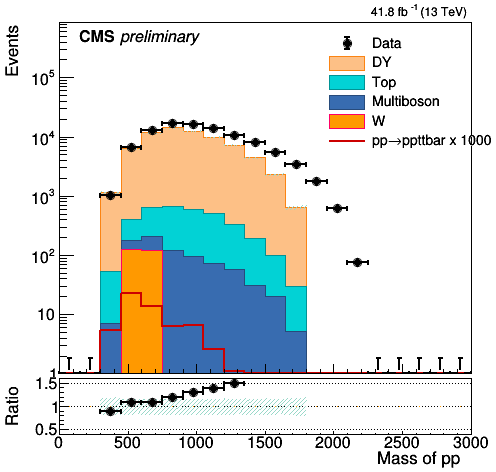 41.8 fb⁻¹ (13 TeV)
Events
CMS preliminary
Data
DY
Top
Multiboson
W
pp→ppttbar x 1000
10⁵
10⁴
10³
10²
10
1
Ratio
1.5
1
0.5
0 500 1000 1500 2000 2500 3000
Mass of pp